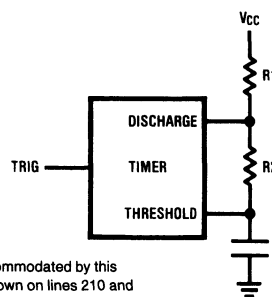 VCC
R1
DISCHARGE
TRIG
TIMER
R2
THRESHOLD
ommodated by this
own on lines 210 and